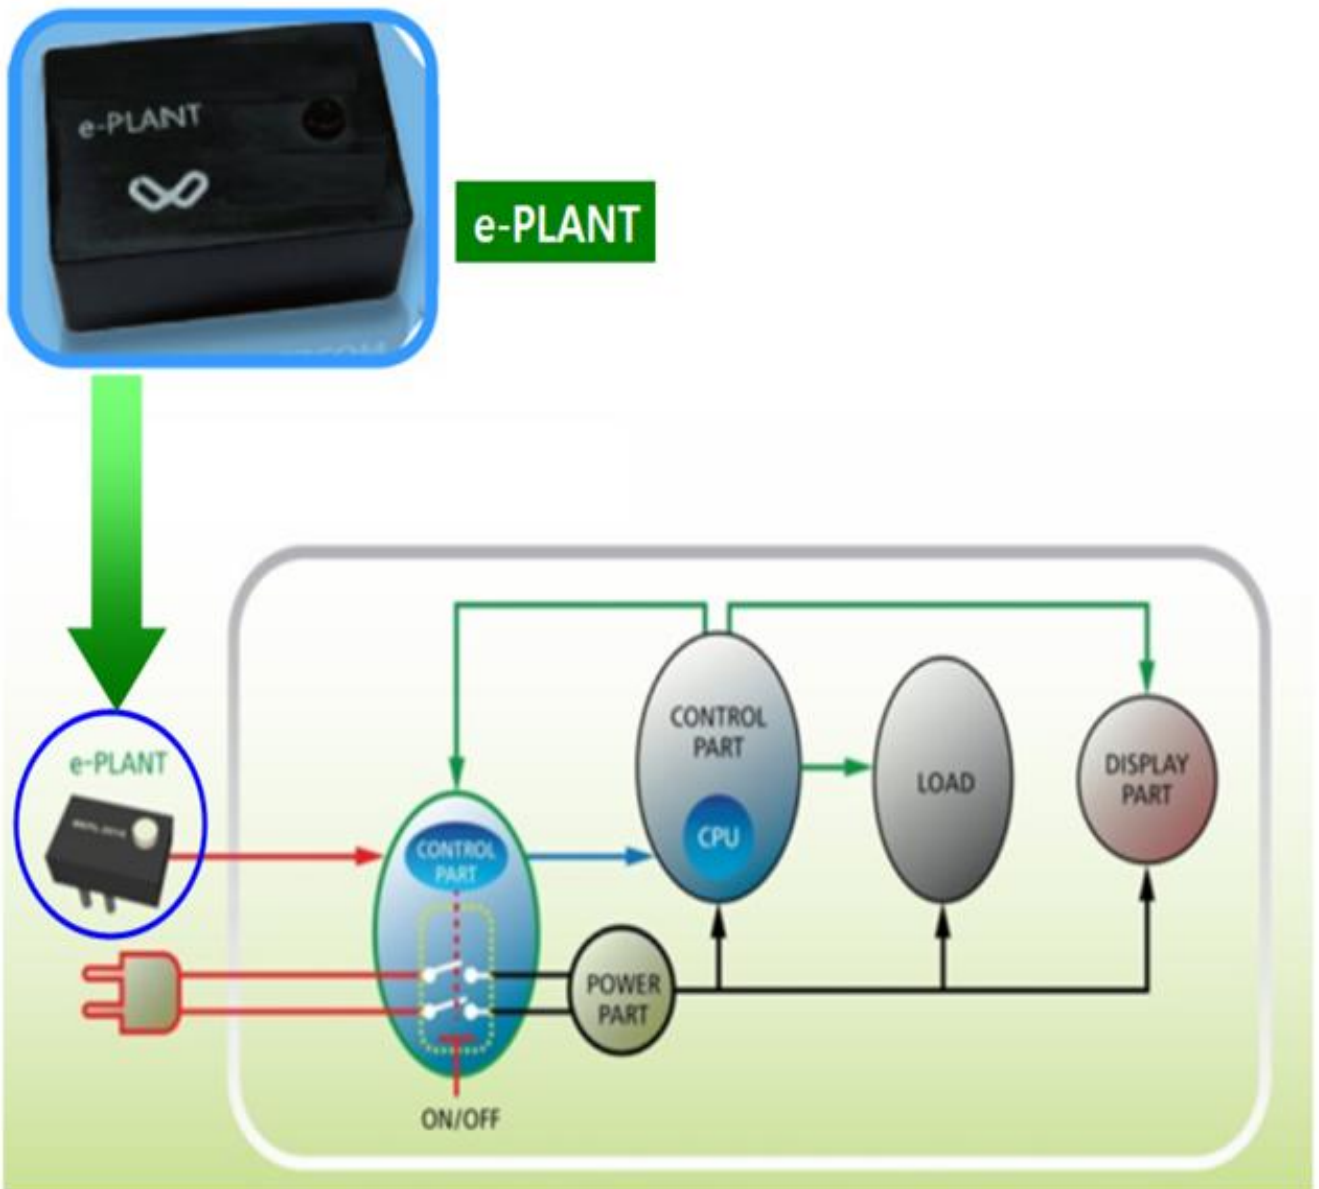 e-PLANT
e-PLANT
e-PLANT
CONTROL
PART
CPU
LOAD
DISPLAY
PART
CONTROL
PART
POWER
PART
ON/OFF